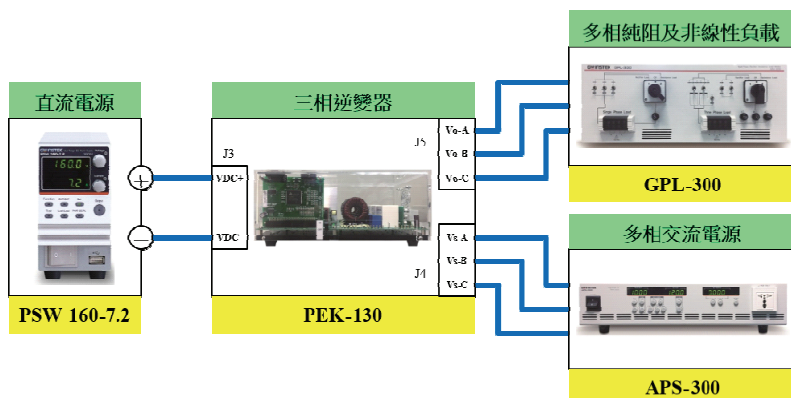 直流電源
160.0
7.2
PSW 160-7.2
三相逆變器
J3
VDC+
VDC-
J5
Vo-A
Vo-B
Vo-C
J4
Vs-A
Vs-B
Vs-C
PEK-130
多相純阻及非線性負載
GPL-300
多相交流電源
APS-300